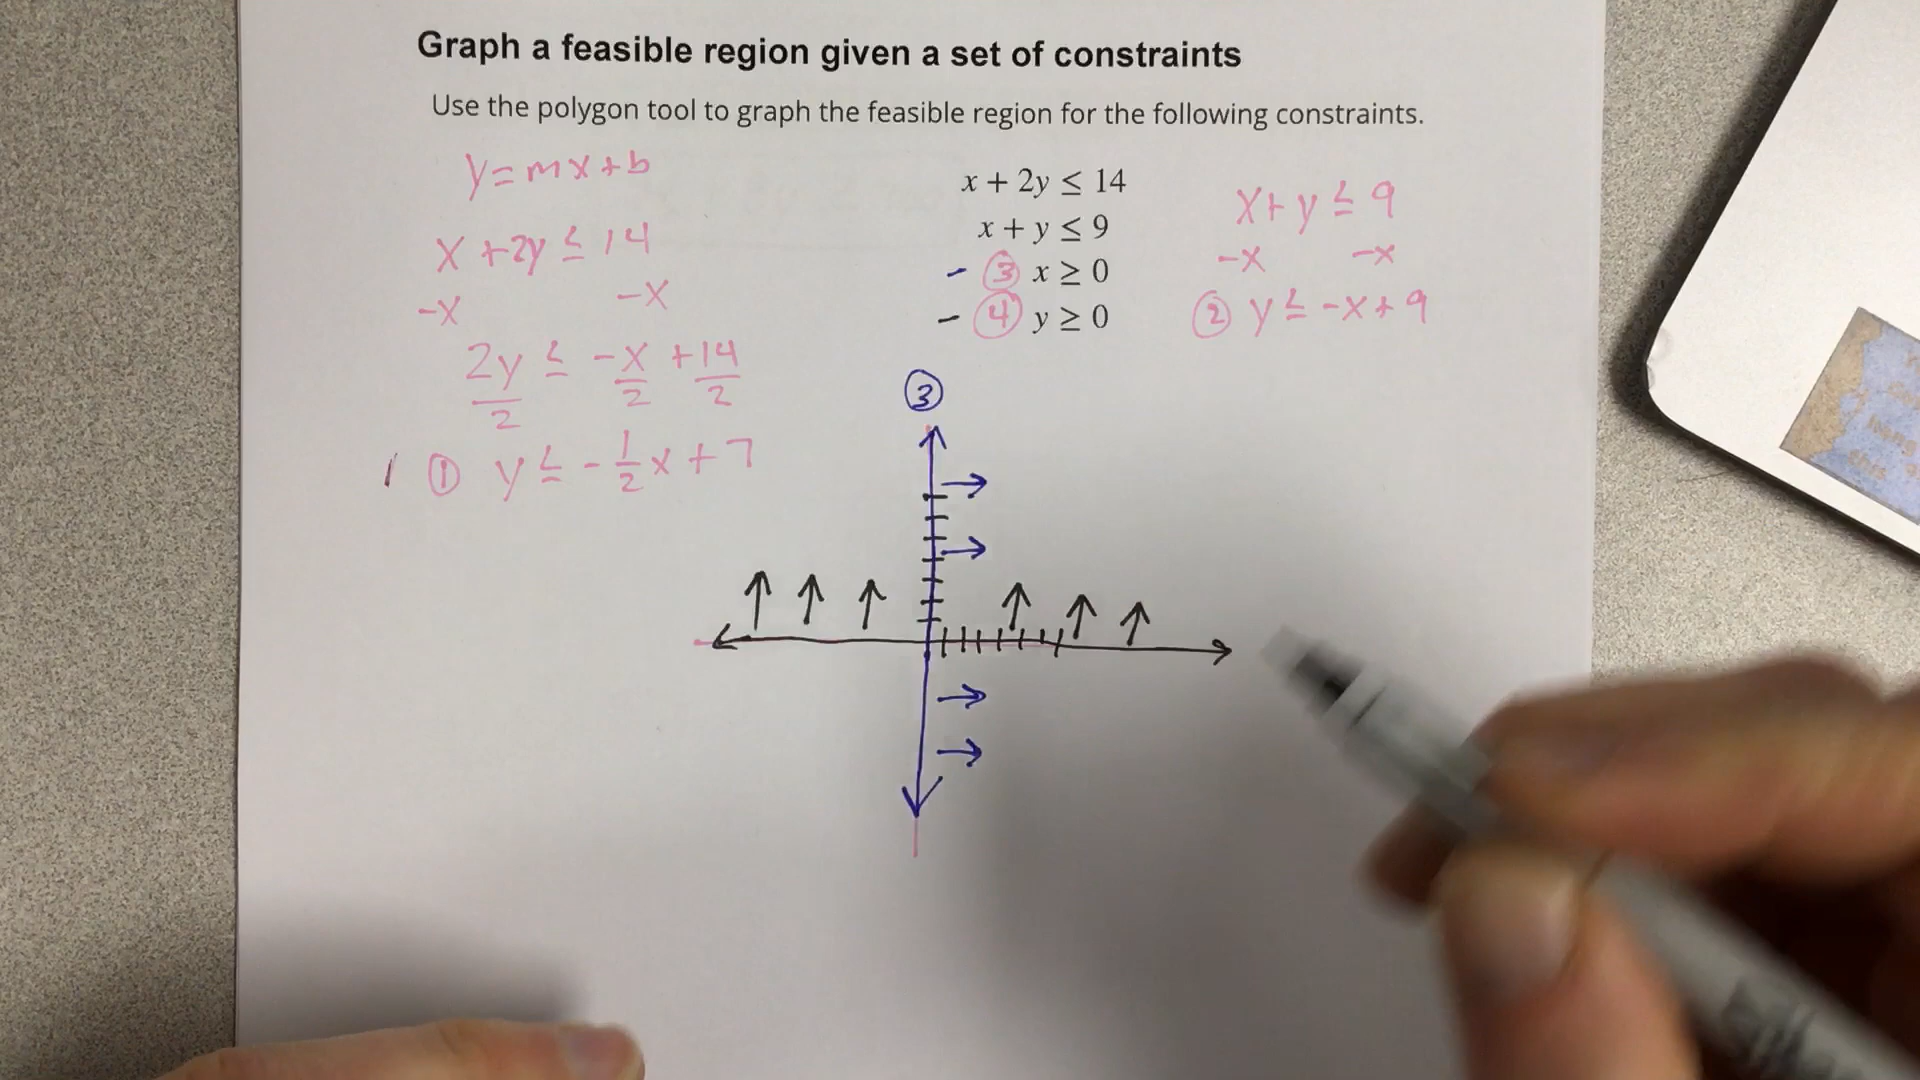 Graph a feasible region given a set of constraints
Use the polygon tool to graph the feasible region for the following constraints.
y = mx + b
x + 2y ≤ 14
-x -x
2y/2 ≤ -x/2 + 14/2
① y ≤ -1/2 x + 7
x + 2y ≤ 14
x + y ≤ 9
- ③ x ≥ 0
- ④ y ≥ 0
x + y ≤ 9
-x -x
② y ≤ -x + 9
③